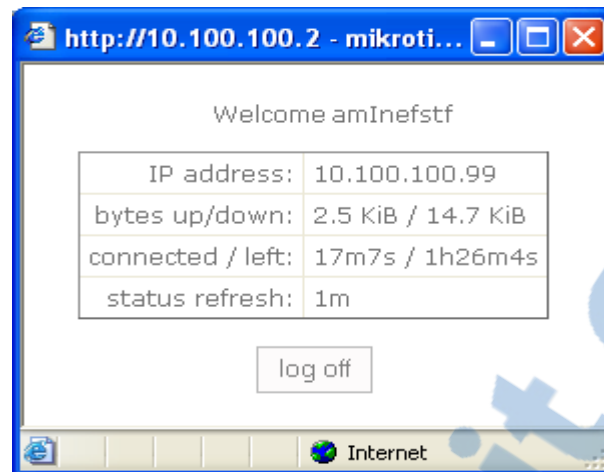 http://10.100.100.2 - mikroti...
Welcome amInefstf
IP address: 10.100.100.99
bytes up/down: 2.5 KiB / 14.7 KiB
connected / left: 17m7s / 1h26m4s
status refresh: 1m
log off
Internet